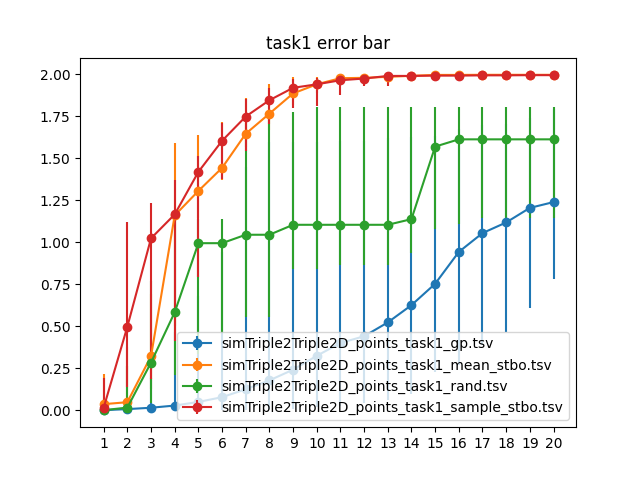 task1 error bar
2.00
1.75
1.50
1.25
1.00
0.75
0.50
0.25
0.00
simTriple2Triple2D_points_task1_gp.tsv
simTriple2Triple2D_points_task1_mean_stbo.tsv
simTriple2Triple2D_points_task1_rand.tsv
simTriple2Triple2D_points_task1_sample_stbo.tsv
1 2 3 4 5 6 7 8 9 10 11 12 13 14 15 16 17 18 19 20